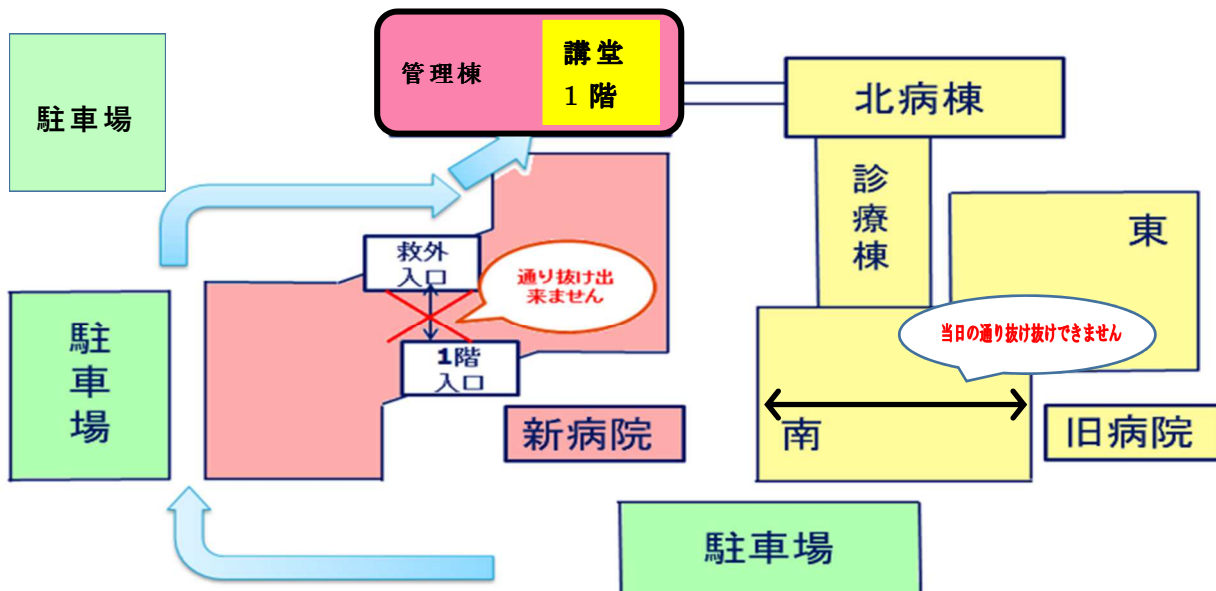 駐車場
管理棟
講堂
1階
北病棟
診療棟
東
救外
入口
通り抜け出
来ません
1階
入口
駐車場
当日の通り抜け抜けできません
新病院
南
旧病院
駐車場